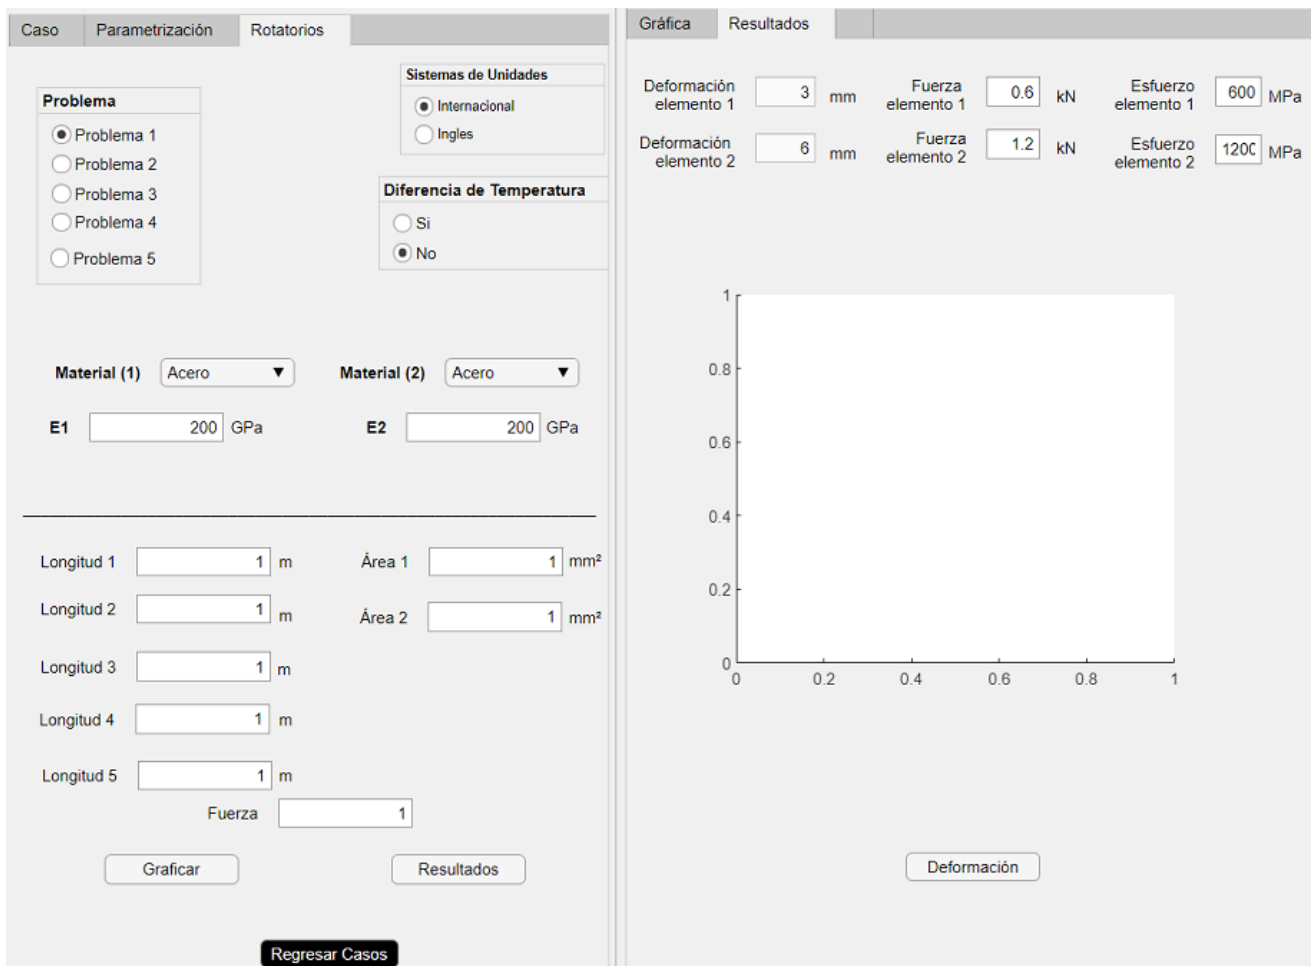 Caso Parametrización Rotatorios
Sistemas de Unidades
Internacional
Ingles
Problema
Problema 1
Problema 2
Problema 3
Problema 4
Problema 5
Diferencia de Temperatura
Si
No
Material (1) Acero Material (2) Acero
E1 200 GPa E2 200 GPa
Longitud 1 1 m Área 1 1 mm²
Longitud 2 1 m Área 2 1 mm²
Longitud 3 1 m
Longitud 4 1 m
Longitud 5 1 m
Fuerza 1
Graficar Resultados
Regresar Casos
Gráfica Resultados
Deformación elemento 1 3 mm Fuerza elemento 1 0.6 kN Esfuerzo elemento 1 600 MPa
Deformación elemento 2 6 mm Fuerza elemento 2 1.2 kN Esfuerzo elemento 2 1200 MPa
1
0.8
0.6
0.4
0.2
0
0 0.2 0.4 0.6 0.8 1
Deformación